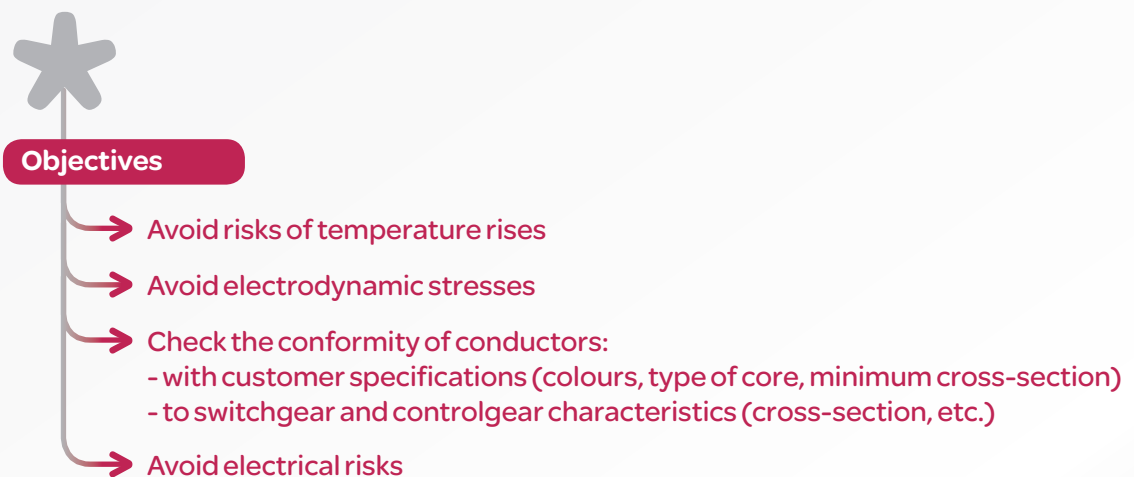 Objectives
Avoid risks of temperature rises
Avoid electrodynamic stresses
Check the conformity of conductors:
- with customer specifications (colours, type of core, minimum cross-section)
- to switchgear and controlgear characteristics (cross-section, etc.)
Avoid electrical risks